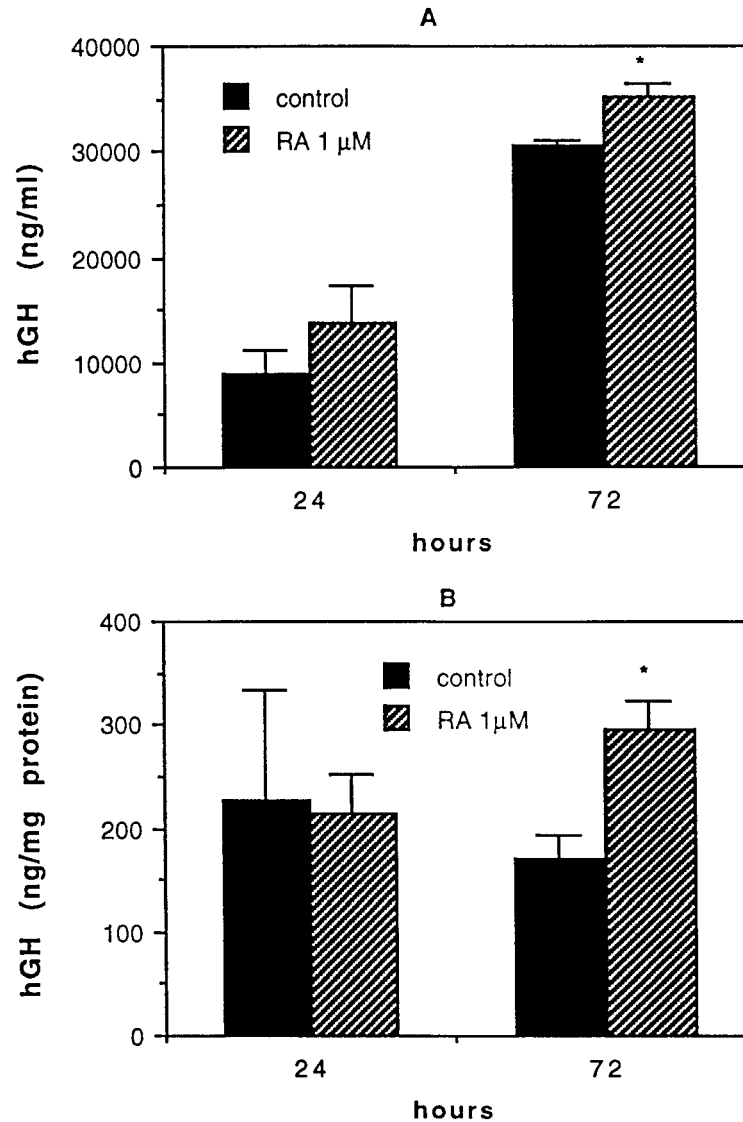 A
hGH (ng/ml)
40000
30000
20000
10000
0
control
RA 1 µM
*
24
72
hours
B
hGH (ng/mg protein)
400
300
200
100
0
control
RA 1µM
*
24
72
hours